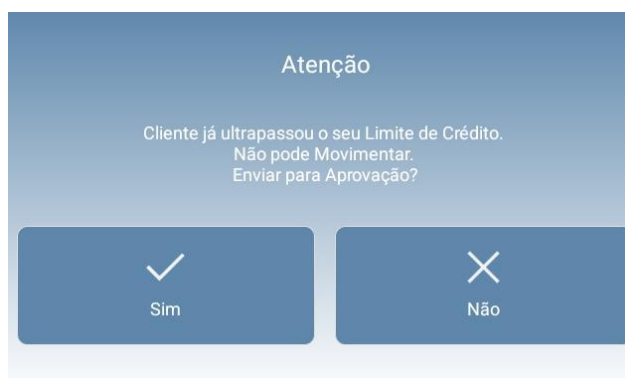 Atenção
Cliente já ultrapassou o seu Limite de Crédito.
Não pode Movimentar.
Enviar para Aprovação?
Sim
Não